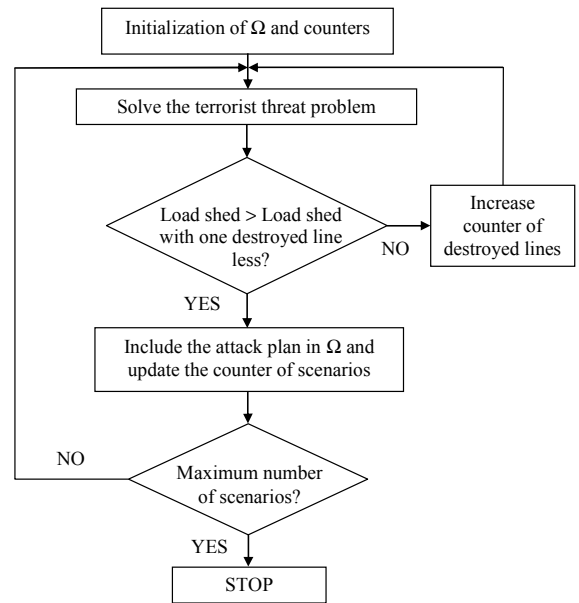 Initialization of Ω and counters
Solve the terrorist threat problem
Load shed > Load shed
with one destroyed line
less?
NO
Increase
counter of
destroyed lines
YES
Include the attack plan in Ω and
update the counter of scenarios
NO
Maximum number
of scenarios?
YES
STOP